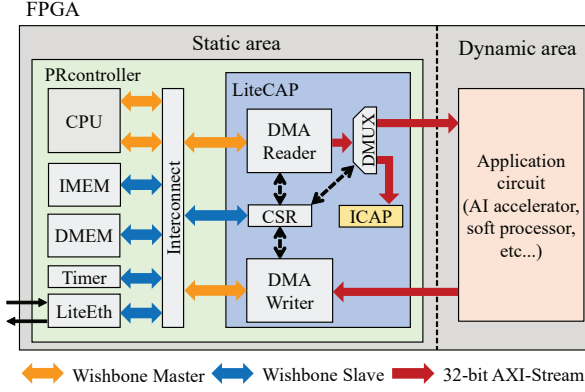 FPGA
Static area
Dynamic area
PRcontroller
LiteCAP
CPU
IMEM
DMEM
Timer
LiteEth
Interconnect
DMA
Reader
DMUX
CSR
ICAP
DMA
Writer
Application
circuit
(AI accelerator,
soft processor,
etc...)
Wishbone Master
Wishbone Slave
32-bit AXI-Stream